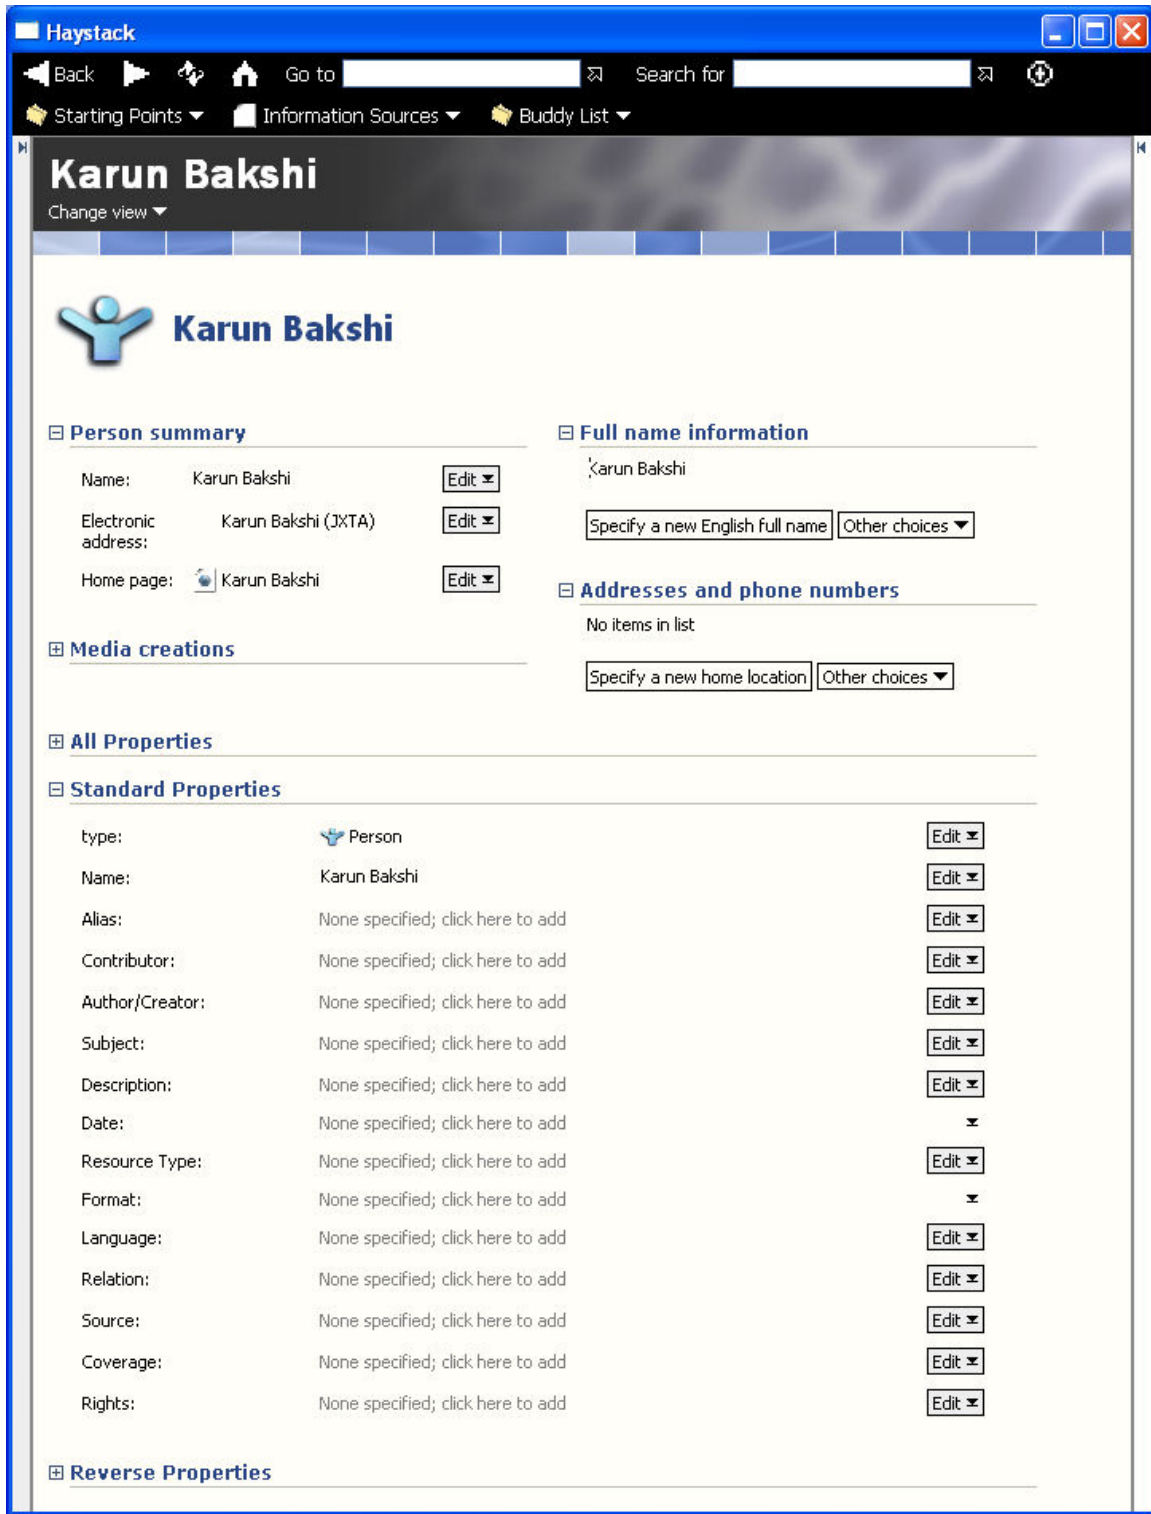 Haystack
Back Go to Search for
Starting Points Information Sources Buddy List
Karun Bakshi
Change view
Karun Bakshi
Person summary
Name: Karun Bakshi Edit
Electronic address: Karun Bakshi (JXTA) Edit
Home page: Karun Bakshi Edit
Media creations
Full name information
Karun Bakshi
Specify a new English full name Other choices
Addresses and phone numbers
No items in list
Specify a new home location Other choices
All Properties
Standard Properties
type: Person Edit
Name: Karun Bakshi Edit
Alias: None specified; click here to add Edit
Contributor: None specified; click here to add Edit
Author/Creator: None specified; click here to add Edit
Subject: None specified; click here to add Edit
Description: None specified; click here to add Edit
Date: None specified; click here to add
Resource Type: None specified; click here to add Edit
Format: None specified; click here to add
Language: None specified; click here to add Edit
Relation: None specified; click here to add Edit
Source: None specified; click here to add Edit
Coverage: None specified; click here to add Edit
Rights: None specified; click here to add Edit
Reverse Properties